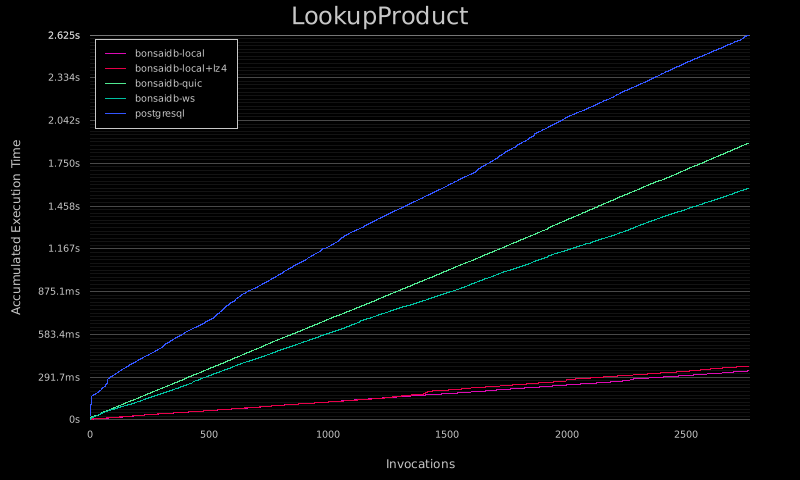 LookupProduct
2.625s
2.334s
2.042s
1.750s
1.458s
1.167s
875.1ms
583.4ms
291.7ms
0s
Accumulated Execution Time
bonsaidb-local
bonsaidb-local+lz4
bonsaidb-quic
bonsaidb-ws
postgresql
0 500 1000 1500 2000 2500
Invocations